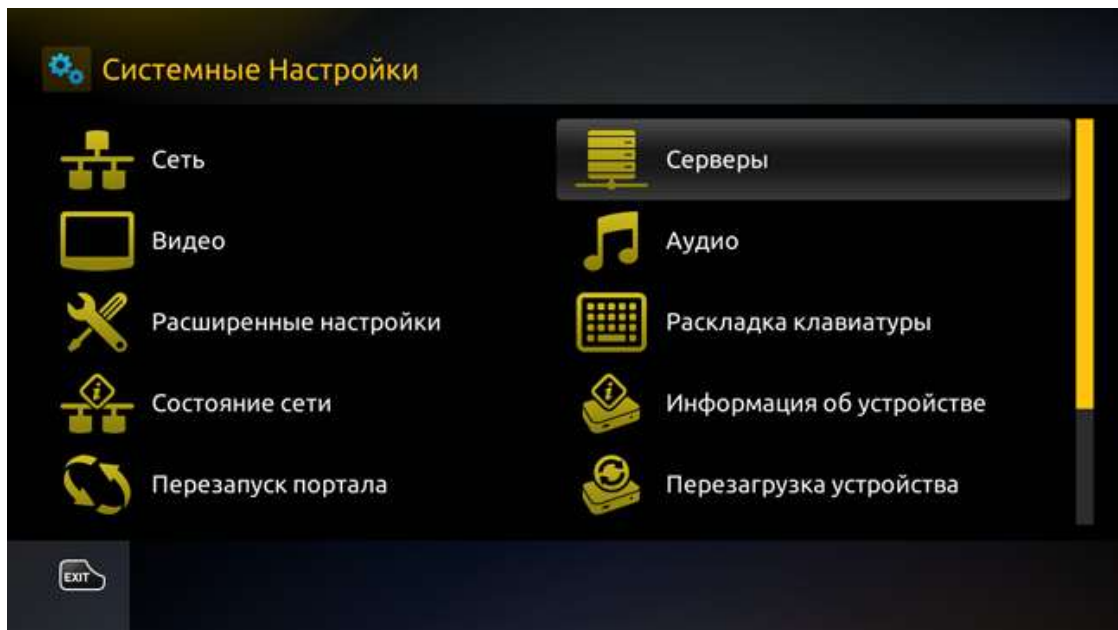 Системные Настройки
Сеть
Серверы
Видео
Аудио
Расширенные настройки
Раскладка клавиатуры
Состояние сети
Информация об устройстве
Перезапуск портала
Перезагрузка устройства
EXIT